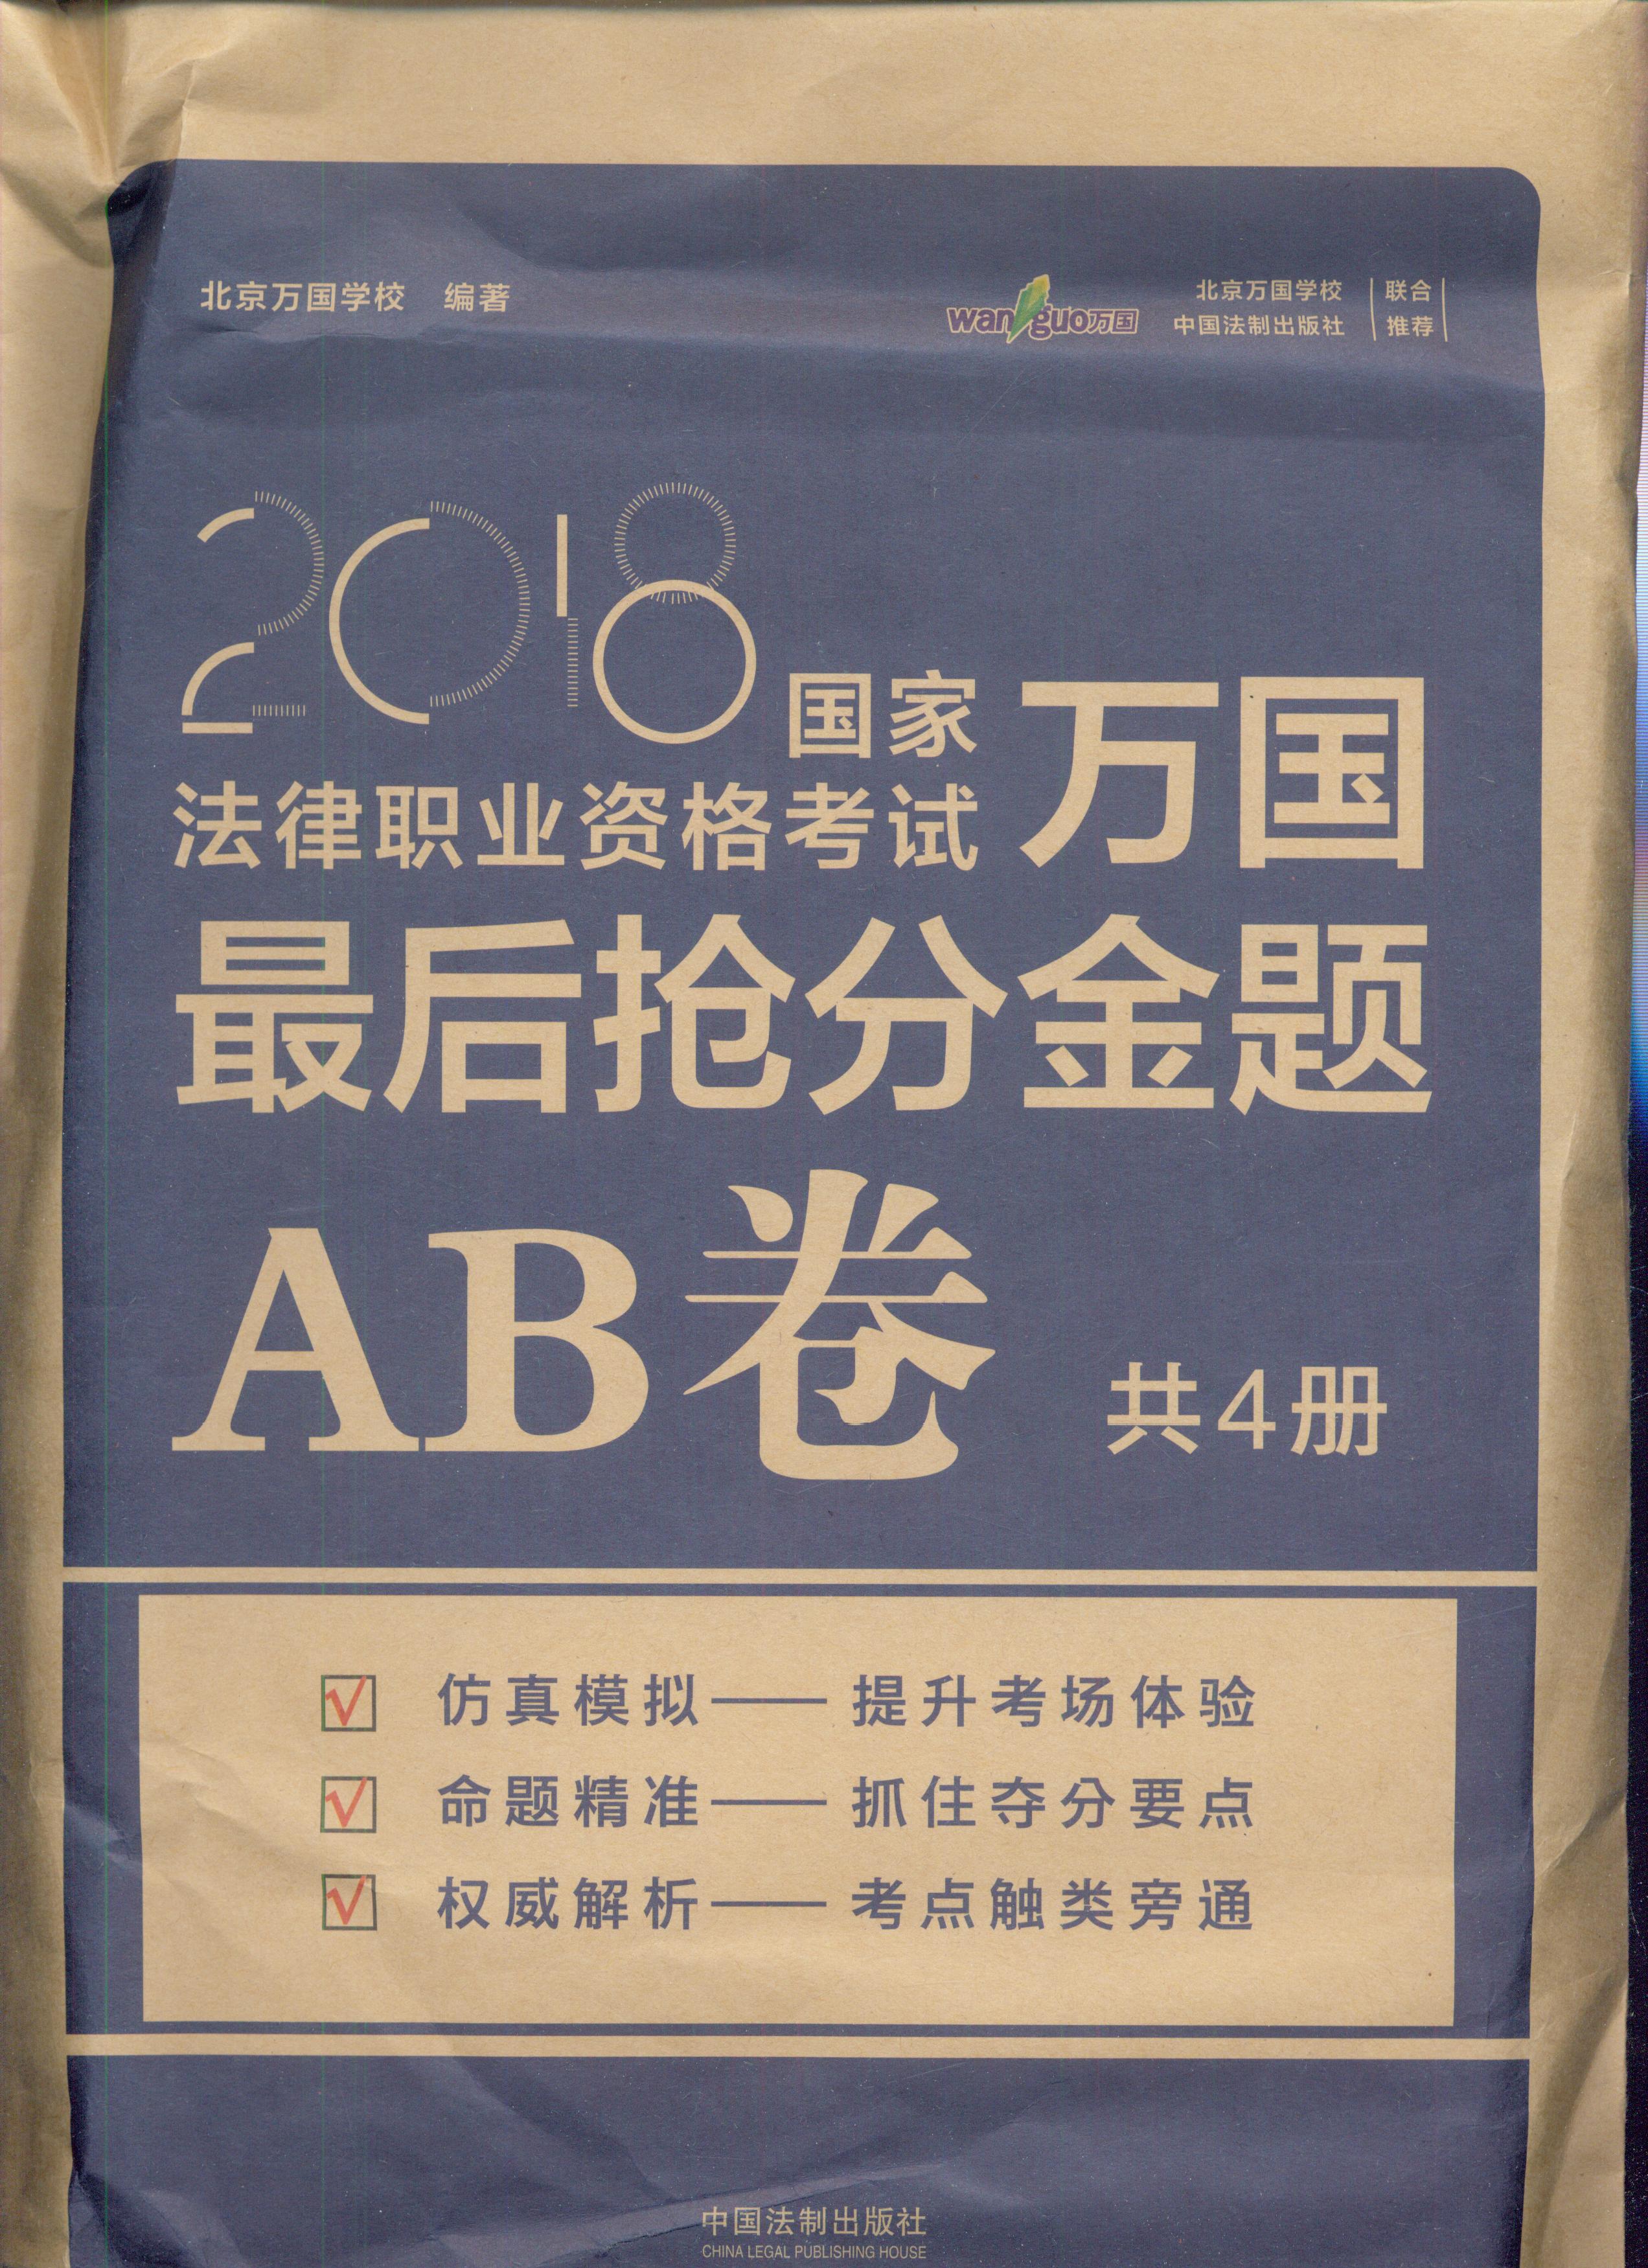 北京万国学校 编著
wanguo万国
北京万国学校
中国法制出版社
联合
推荐
2018国家
法律职业资格考试
万国
最后抢分金题
AB卷 共4册
仿真模拟——提升考场体验
命题精准——抓住夺分要点
权威解析——考点触类旁通
中国法制出版社
CHINA LEGAL PUBLISHING HOUSE